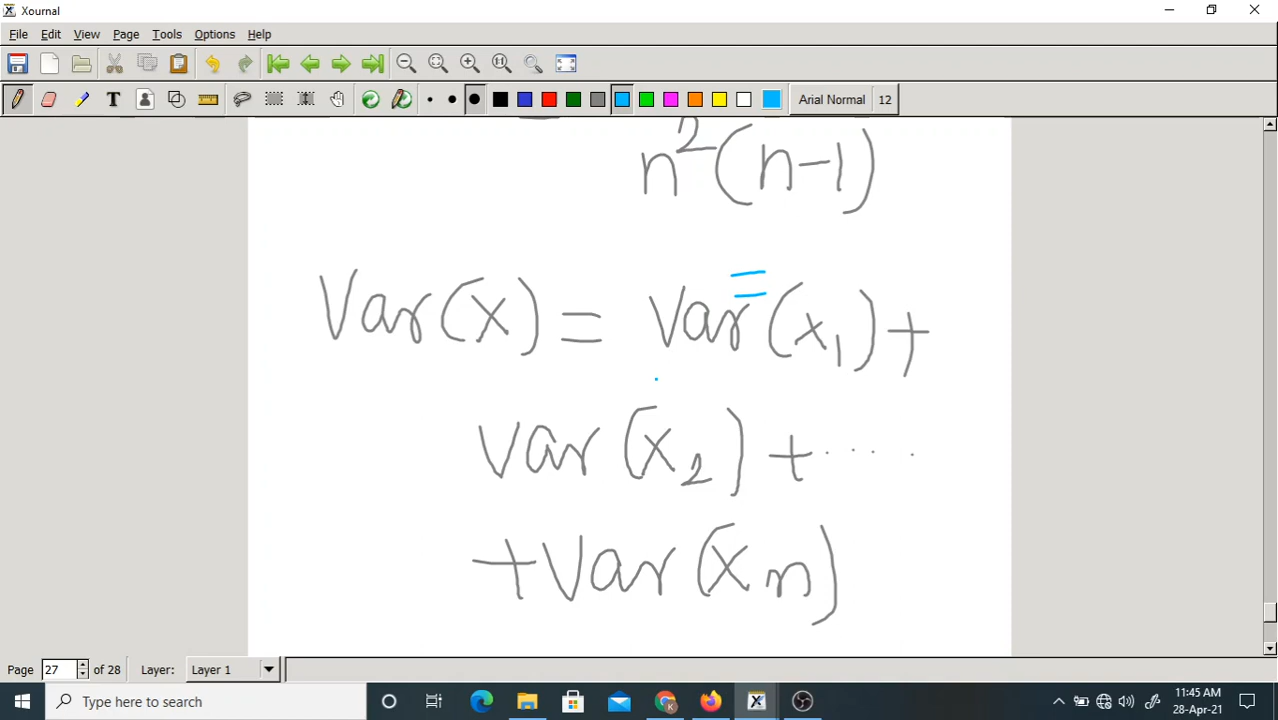 Xournal
File Edit View Page Tools Options Help
T Arial Normal 12
n²(n-1)
Var(X) = Var(x₁)+
=
Var(x₂)+.....
+Var(xn)
Page 27 of 28 Layer: Layer 1
Type here to search
11:45 AM
28-Apr-21